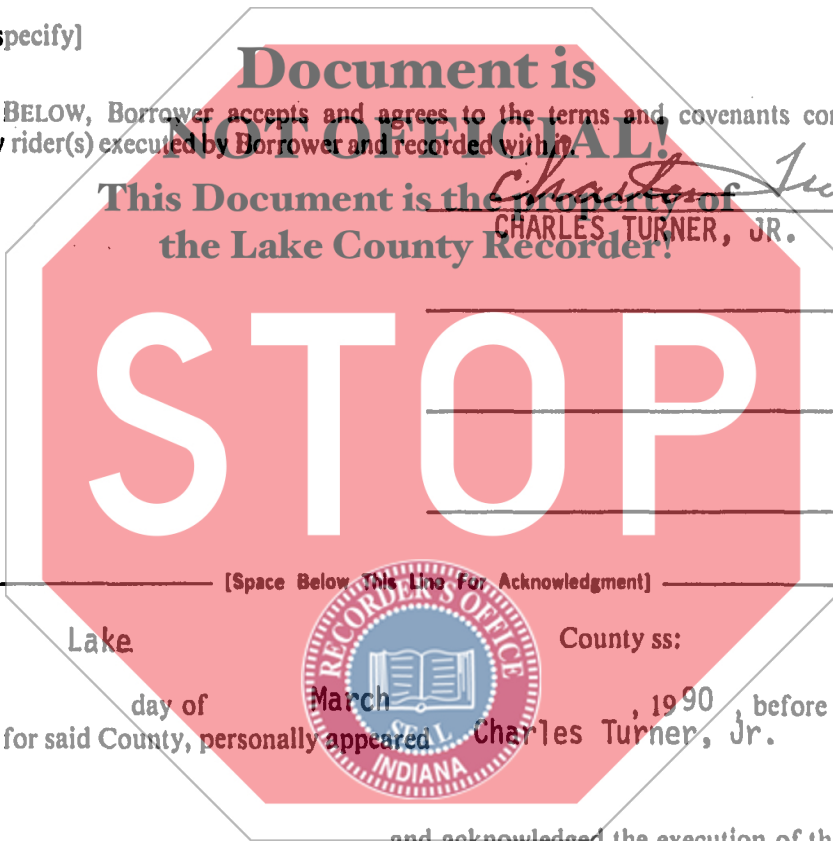 specify]
Document is
BELOW, Borrower accepts and agrees to the terms and covenants con
NOT OFFICIAL!
rider(s) executed by Borrower and recorded with it.
This Document is the property of
CHARLES TURNER, JR.
the Lake County Recorder!
STOP
[Space Below This Line For Acknowledgment]
RECORDER'S OFFICE
Lake County ss:
day of March , 19 90 , before
SEAL
for said County, personally appeared Charles Turner, Jr.
INDIANA
and acknowledged the execution of th